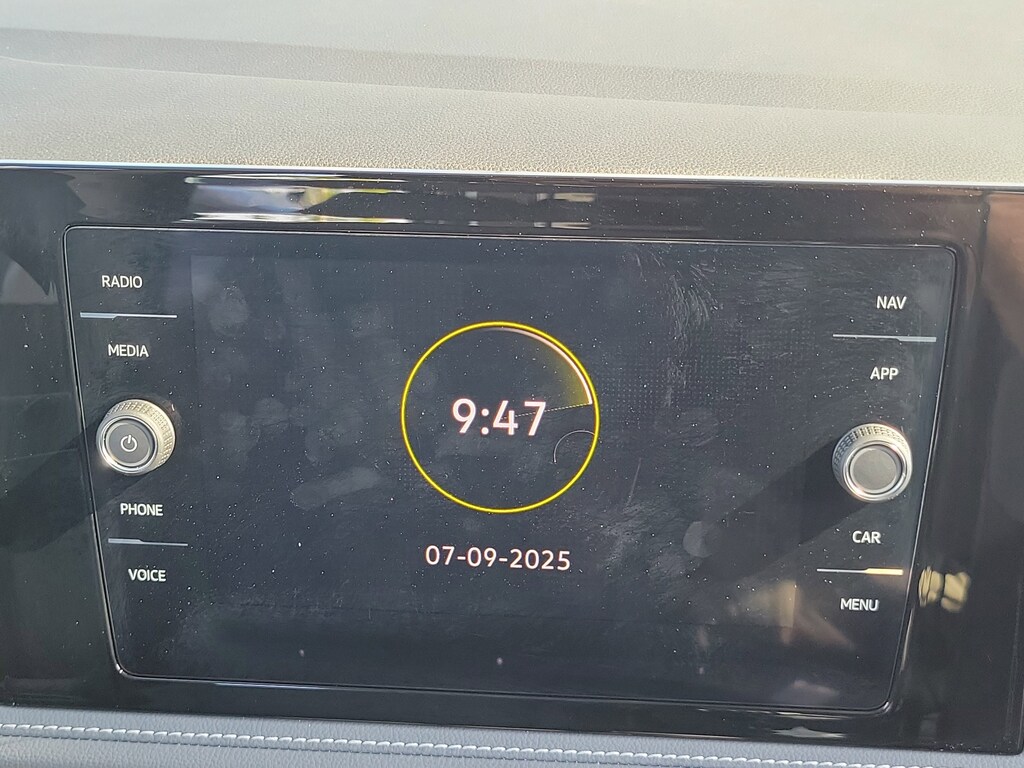 RADIO
MEDIA
PHONE
VOICE
9:47
07-09-2025
NAV
APP
CAR
MENU